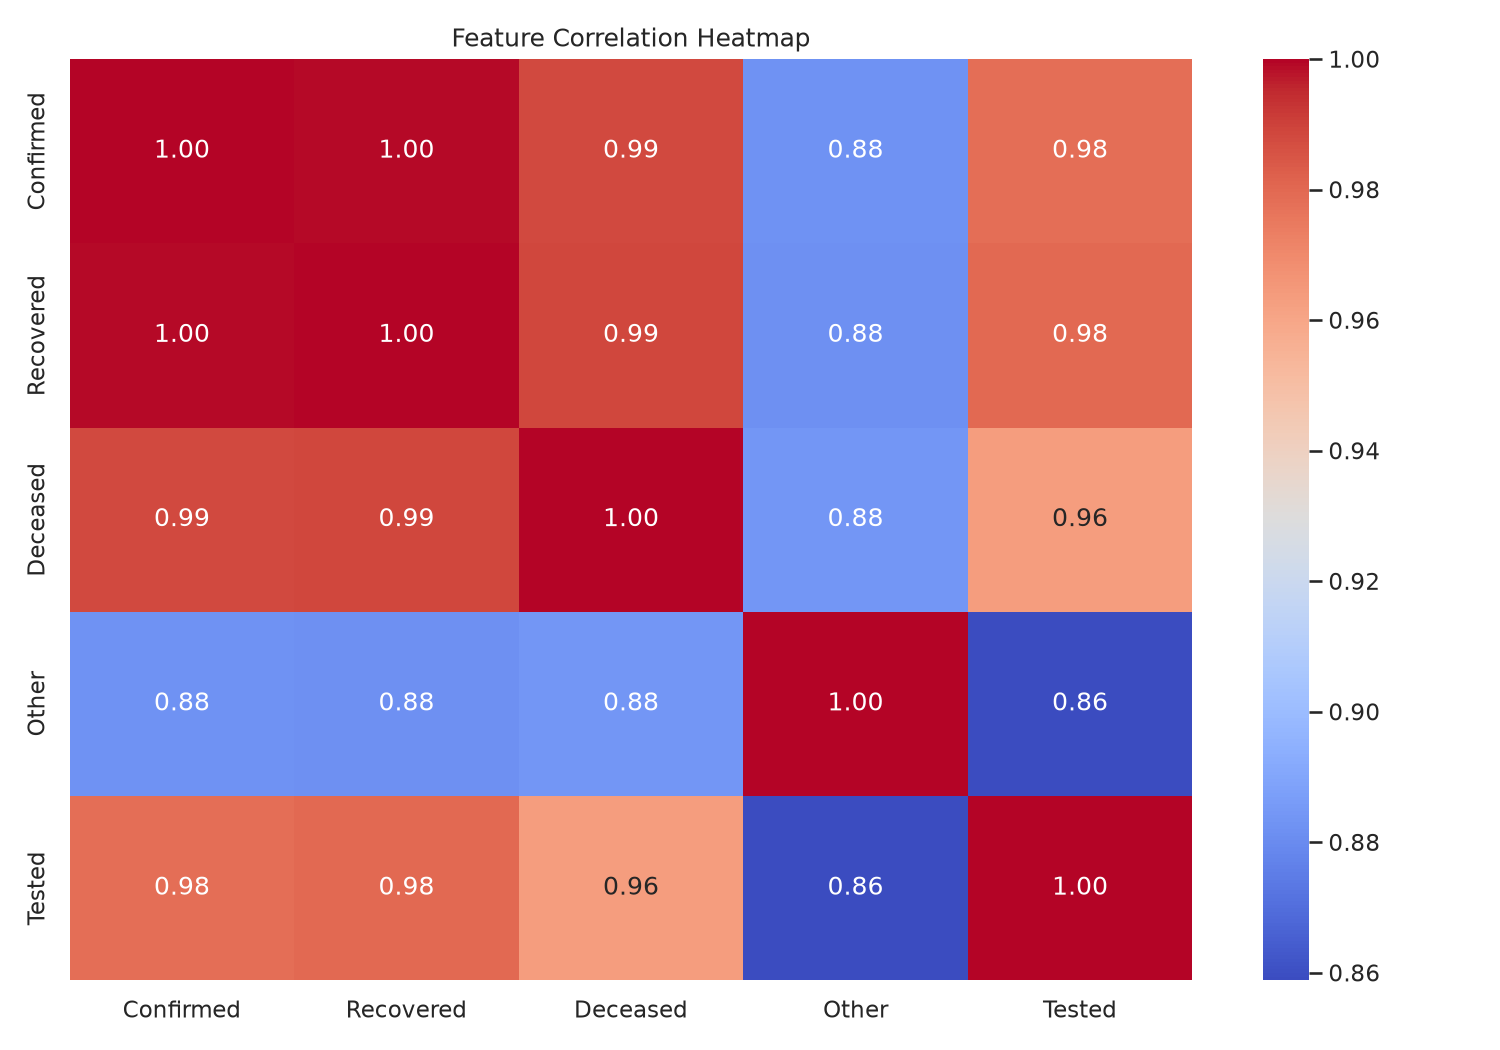 Feature Correlation Heatmap
Confirmed 1.00 1.00 0.99 0.88 0.98
Recovered 1.00 1.00 0.99 0.88 0.98
Deceased 0.99 0.99 1.00 0.88 0.96
Other 0.88 0.88 0.88 1.00 0.86
Tested 0.98 0.98 0.96 0.86 1.00
Confirmed Recovered Deceased Other Tested
1.00
0.98
0.96
0.94
0.92
0.90
0.88
0.86